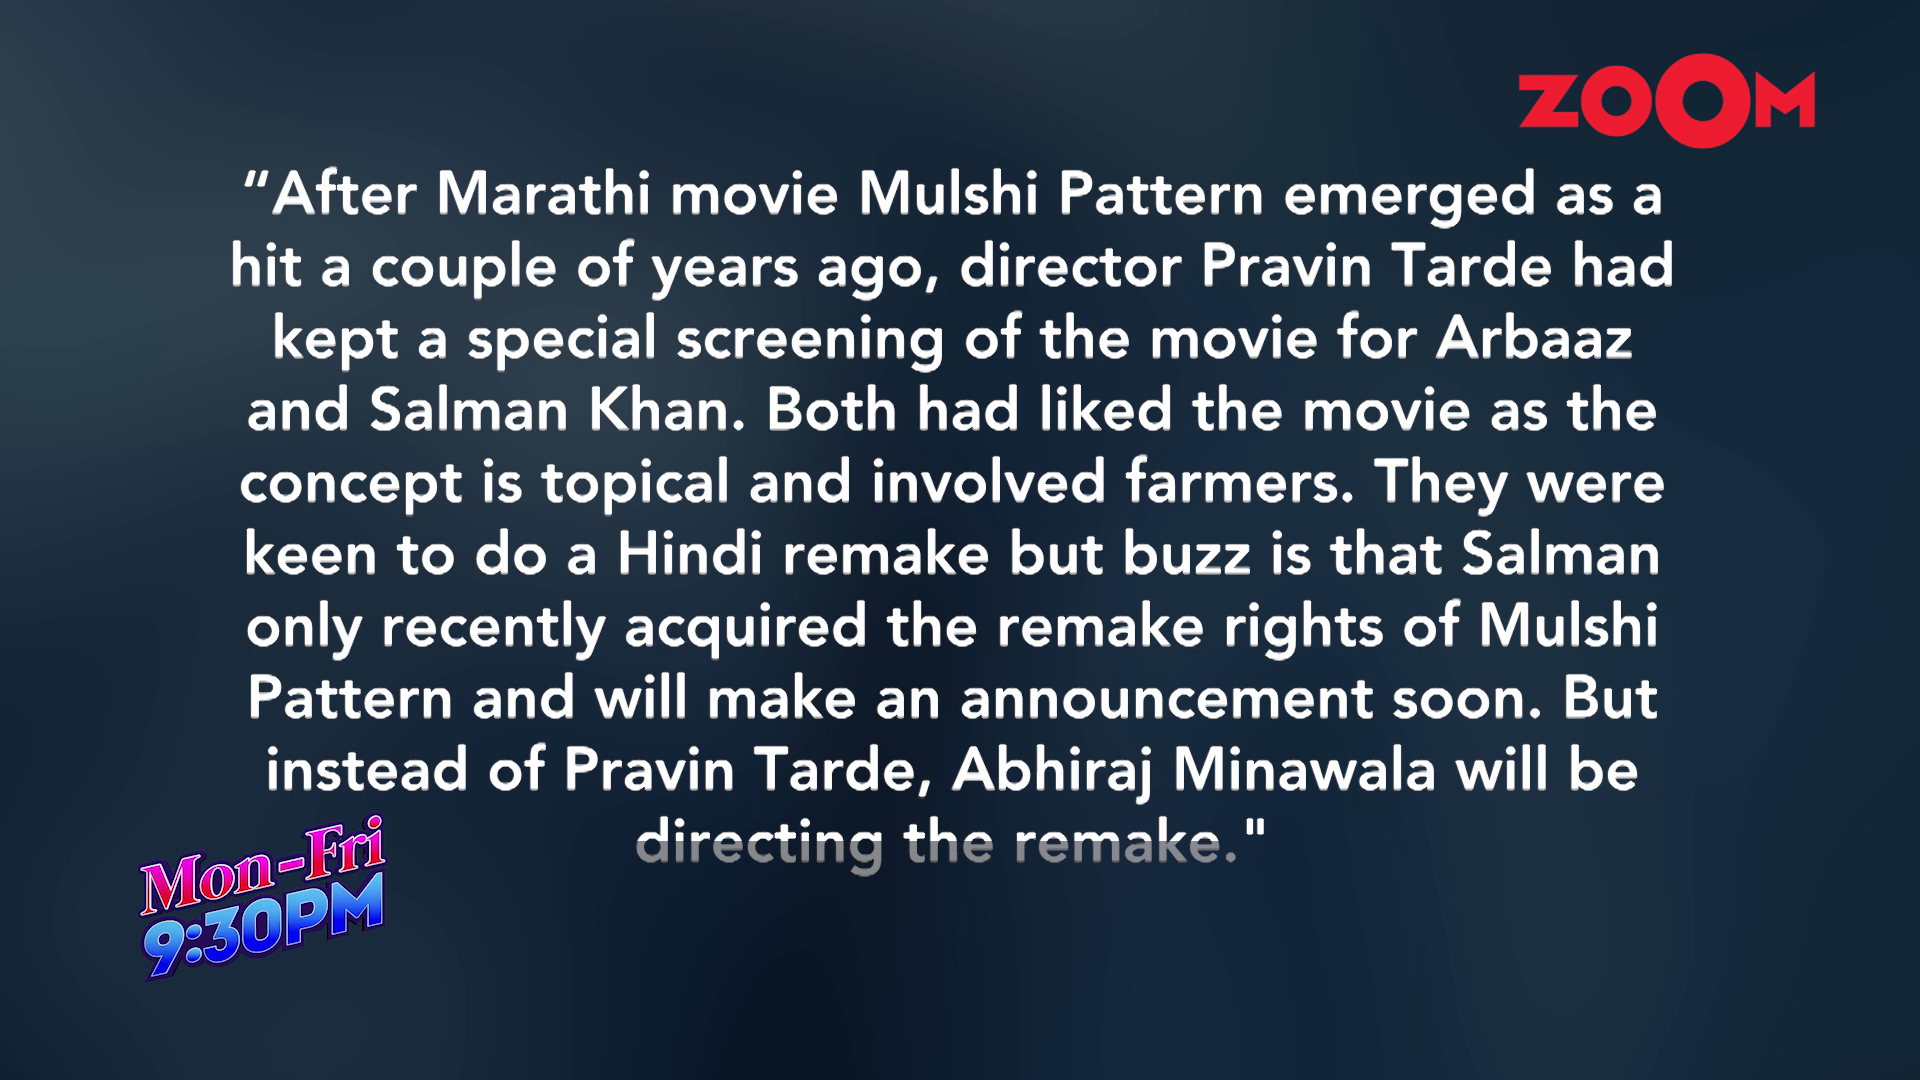 ZOOM
“After Marathi movie Mulshi Pattern emerged as a
hit a couple of years ago, director Pravin Tarde had
kept a special screening of the movie for Arbaaz
and Salman Khan. Both had liked the movie as the
concept is topical and involved farmers. They were
keen to do a Hindi remake but buzz is that Salman
only recently acquired the remake rights of Mulshi
Pattern and will make an announcement soon. But
instead of Pravin Tarde, Abhiraj Minawala will be
directing the remake."
Mon-Fri
9:30PM